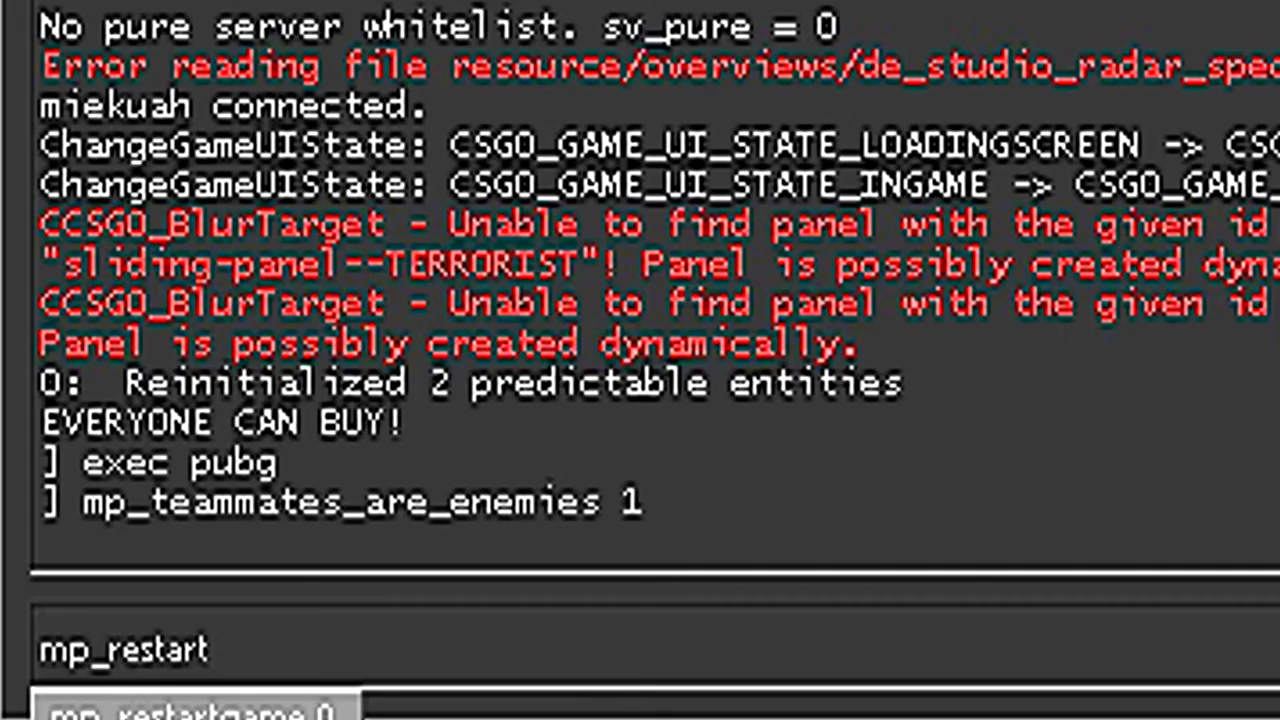 No pure server whitelist. sv_pure = 0
Error reading file resource/overviews/de_studio_radar_spec
miekuah connected.
ChangeGameUIState: CSGO_GAME_UI_STATE_LOADINGSCREEN -> CSG
ChangeGameUIState: CSGO_GAME_UI_STATE_INGAME -> CSGO_GAME_
CCSGO_BlurTarget - Unable to find panel with the given id
"sliding-panel--TERRORIST"! Panel is possibly created dyna
CCSGO_BlurTarget - Unable to find panel with the given id
Panel is possibly created dynamically.
0:  Reinitialized 2 predictable entities
EVERYONE CAN BUY!
] exec pubg
] mp_teammates_are_enemies 1
mp_restart
mp_restartgame 0